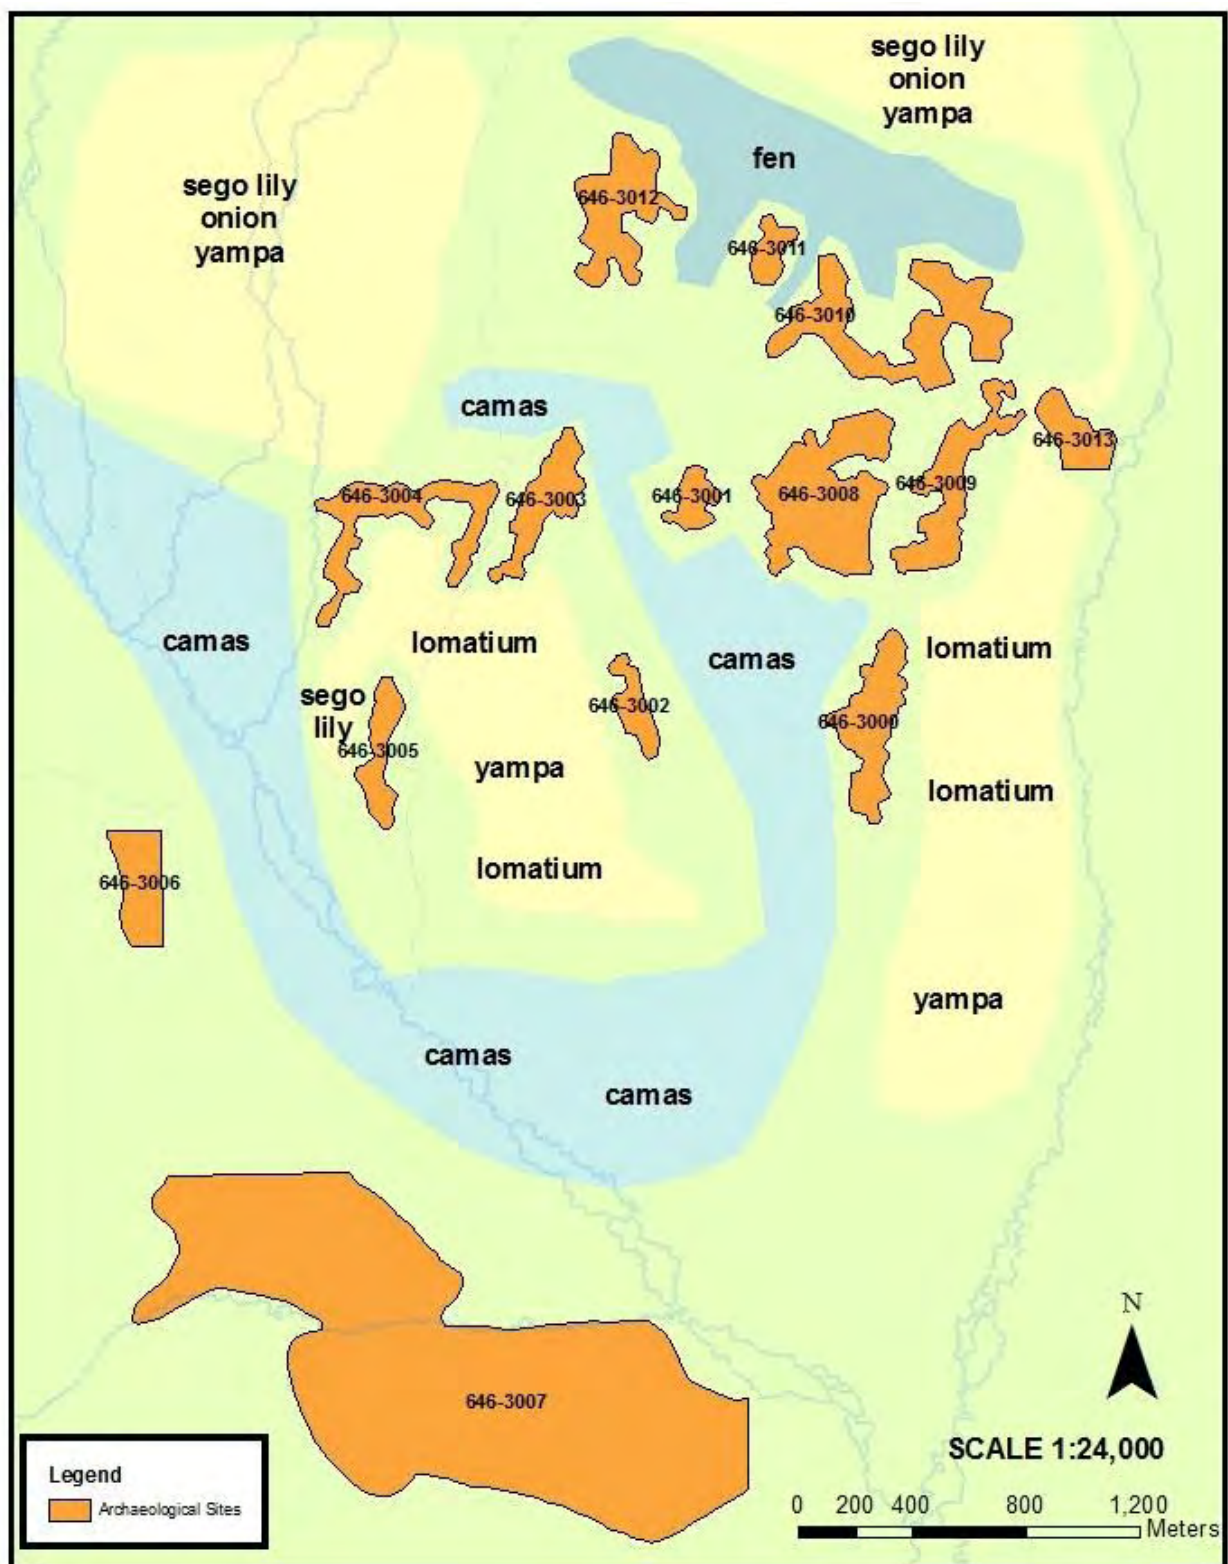 sego lily
onion
yampa
fen
sego lily
onion
yampa
646-3012
646-3011
646-3010
camas
646-3013
646-3004
646-3003
646-3001
646-3008
646-3009
camas
lomatium
camas
lomatium
sego
lily
646-3005
646-3002
646-3000
yampa
lomatium
lomatium
646-3006
yampa
camas
camas
646-3007
N
SCALE 1:24,000
0 200 400 800 1,200
Meters
Legend
Archaeological Sites